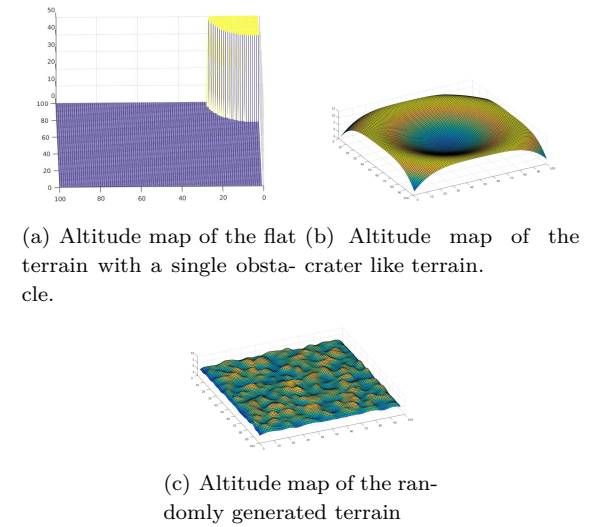 50
40
30
20
10
0
100
80
60
40
20
0
100 80 60 40 20 0
(a) Altitude map of the flat
terrain with a single obsta-
cle.
(b) Altitude map of the
crater like terrain.
(c) Altitude map of the ran-
domly generated terrain